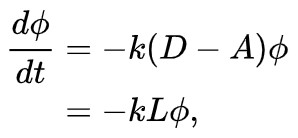 dϕ/dt = −k(D − A)ϕ
= −kLϕ,